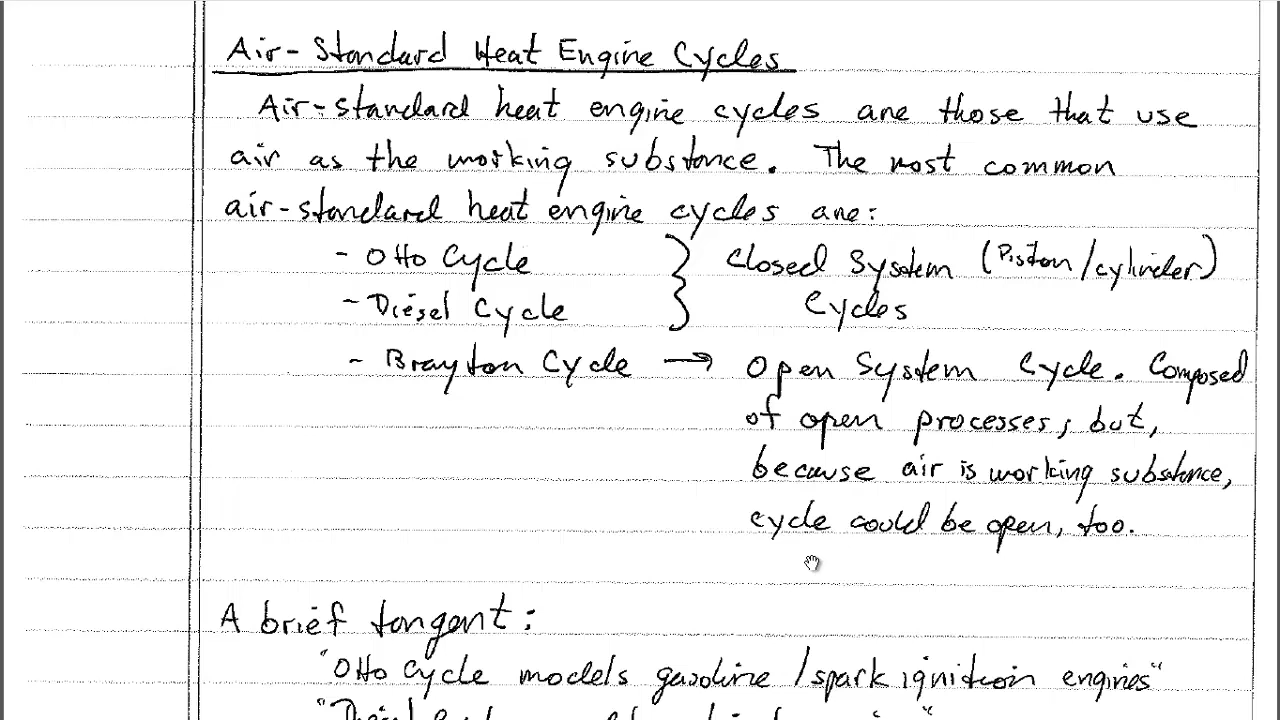 Air-Standard Heat Engine Cycles
Air-standard heat engine cycles are those that use
air as the working substance. The most common
air-standard heat engine cycles are:
- Otto Cycle } Closed System (Piston/cylinder)
- Diesel Cycle Cycles
- Brayton Cycle → Open System Cycle. Composed
of open processes; but,
because air is working substance,
cycle could be open, too.
A brief tangent:
"Otto cycle models gasoline/spark ignition engines"